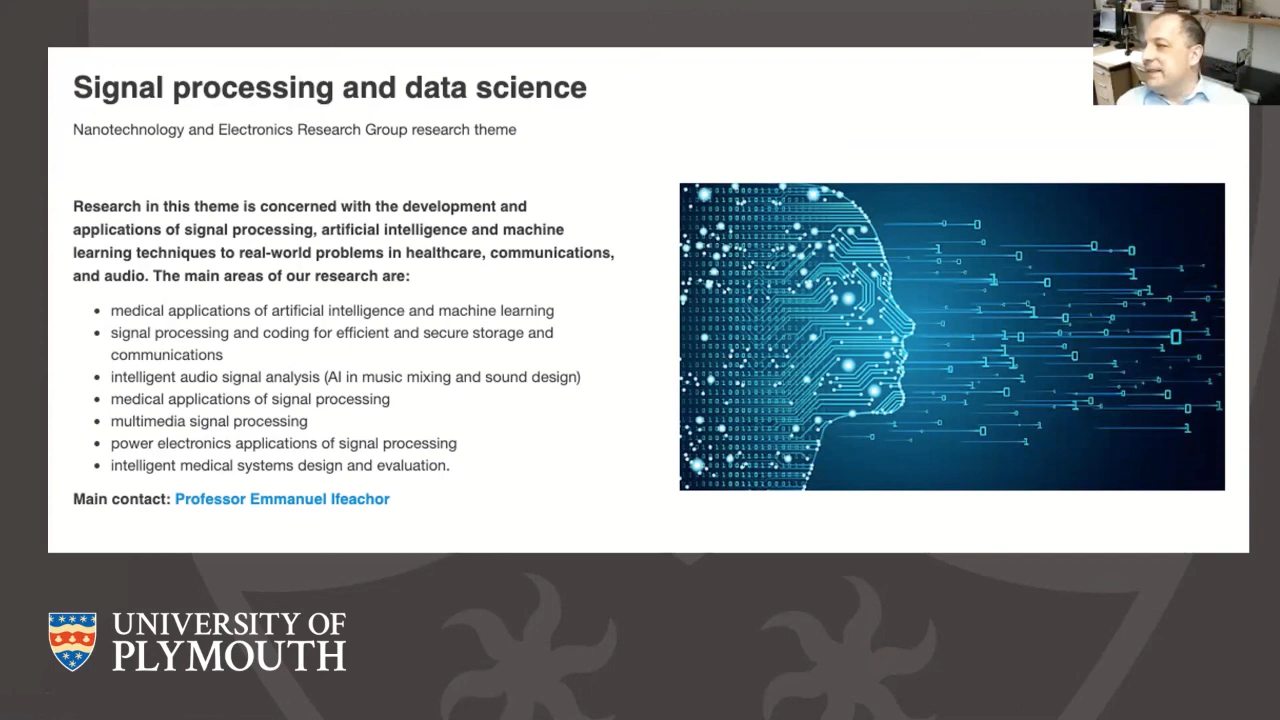 Signal processing and data science
Nanotechnology and Electronics Research Group research theme
Research in this theme is concerned with the development and
applications of signal processing, artificial intelligence and machine
learning techniques to real-world problems in healthcare, communications,
and audio. The main areas of our research are:
• medical applications of artificial intelligence and machine learning
• signal processing and coding for efficient and secure storage and
communications
• intelligent audio signal analysis (AI in music mixing and sound design)
• medical applications of signal processing
• multimedia signal processing
• power electronics applications of signal processing
• intelligent medical systems design and evaluation.
Main contact: Professor Emmanuel Ifeachor
UNIVERSITY OF
PLYMOUTH